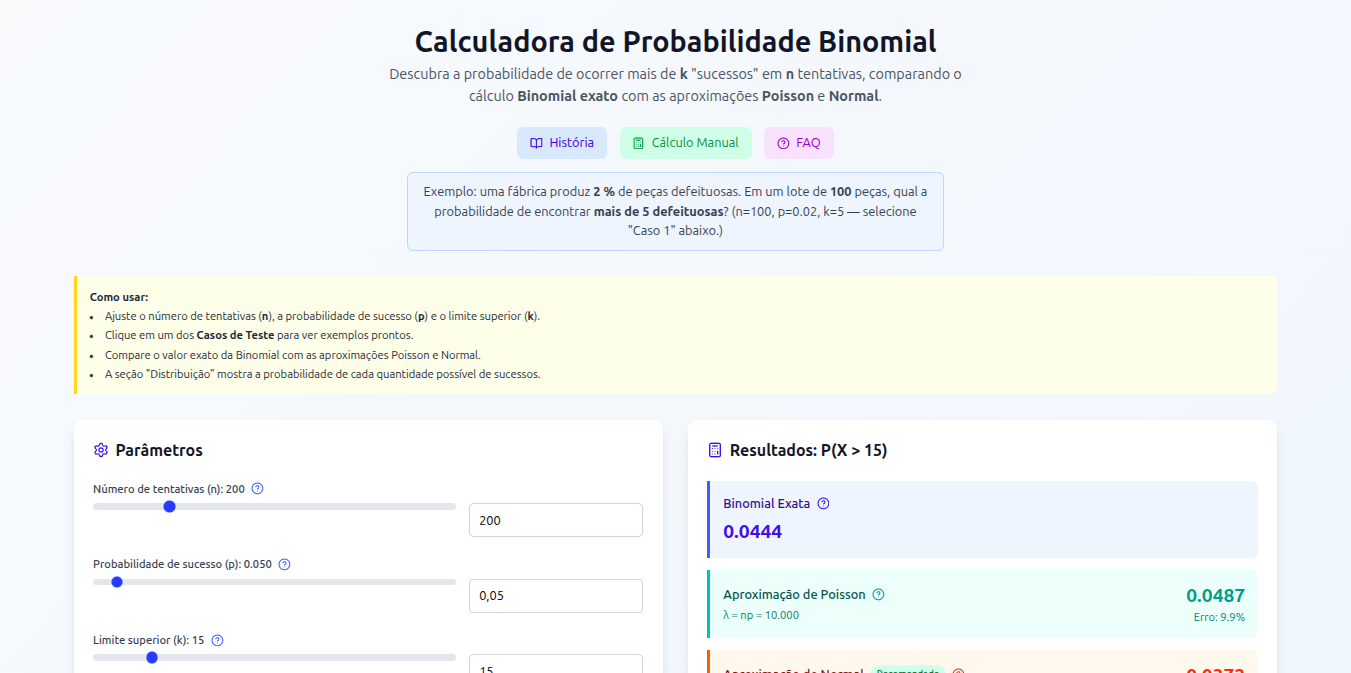 Calculadora de Probabilidade Binomial
Descubra a probabilidade de ocorrer mais de k "sucessos" em n tentativas, comparando o
cálculo Binomial exato com as aproximações Poisson e Normal.
História
Cálculo Manual
FAQ
Exemplo: uma fábrica produz 2 % de peças defeituosas. Em um lote de 100 peças, qual a
probabilidade de encontrar mais de 5 defeituosas? (n=100, p=0.02, k=5 — selecione
"Caso 1" abaixo.)
Como usar:
• Ajuste o número de tentativas (n), a probabilidade de sucesso (p) e o limite superior (k).
• Clique em um dos Casos de Teste para ver exemplos prontos.
• Compare o valor exato da Binomial com as aproximações Poisson e Normal.
• A seção "Distribuição" mostra a probabilidade de cada quantidade possível de sucessos.
Parâmetros
Número de tentativas (n): 200
200
Probabilidade de sucesso (p): 0.050
0,05
Limite superior (k): 15
15
Resultados: P(X > 15)
Binomial Exata
0.0444
Aproximação de Poisson
0.0487
λ = np = 10.000
Erro: 9.9%
Aproximação de Normal
Recomendado
0.0372